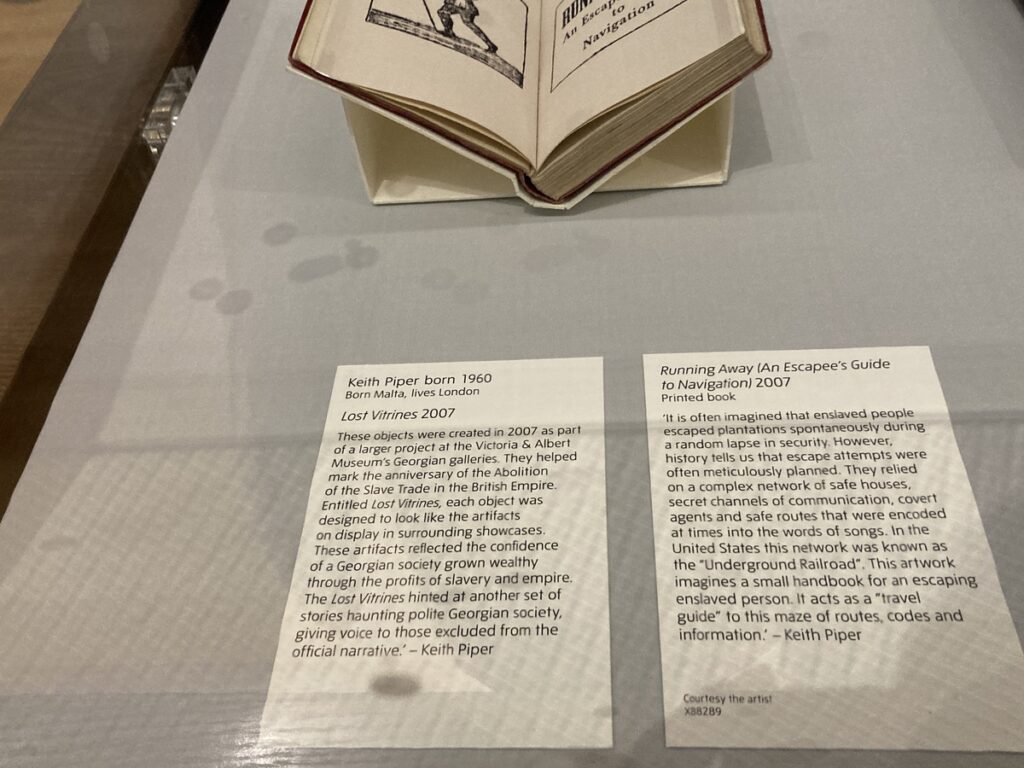 An Escap
to
Navigation
Keith Piper born 1960
Born Malta, lives London
Lost Vitrines 2007
These objects were created in 2007 as part
of a larger project at the Victoria & Albert
Museum's Georgian galleries. They helped
mark the anniversary of the Abolition
of the Slave Trade in the British Empire.
Entitled Lost Vitrines, each object was
designed to look like the artifacts
on display in surrounding showcases.
These artifacts reflected the confidence
of a Georgian society grown wealthy
through the profits of slavery and empire.
The Lost Vitrines hinted at another set of
stories haunting polite Georgian society,
giving voice to those excluded from the
official narrative.' – Keith Piper
Running Away (An Escapee's Guide
to Navigation) 2007
Printed book
'It is often imagined that enslaved people
escaped plantations spontaneously during
a random lapse in security. However,
history tells us that escape attempts were
often meticulously planned. They relied
on a complex network of safe houses,
secret channels of communication, covert
agents and safe routes that were encoded
at times into the words of songs. In the
United States this network was known as
the "Underground Railroad". This artwork
imagines a small handbook for an escaping
enslaved person. It acts as a "travel
guide" to this maze of routes, codes and
information.' – Keith Piper
Courtesy the artist
X88289